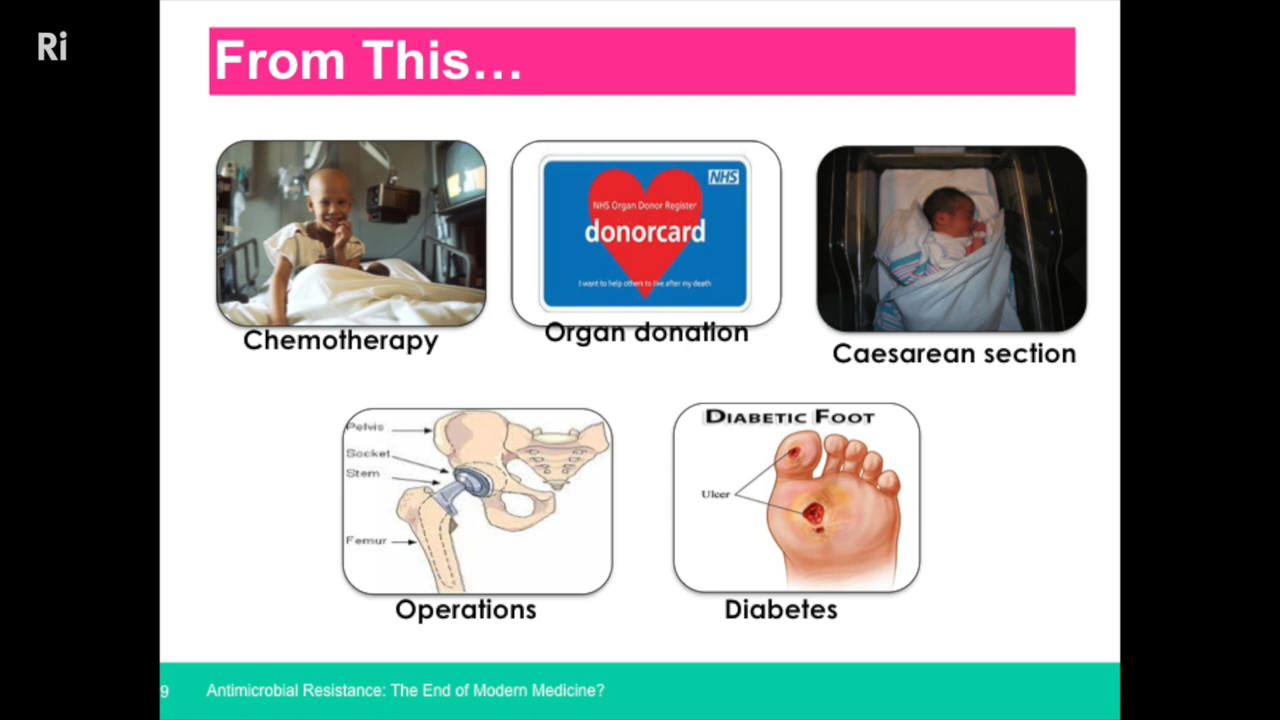 Ri
From This…
NHS
NHS Organ Donor Register
donorcard
I want to help others to live after my death
Chemotherapy
Organ donation
Caesarean section
Pelvis
Socket
Stem
Femur
DIABETIC FOOT
Ulcer
Operations
Diabetes
9 Antimicrobial Resistance: The End of Modern Medicine?